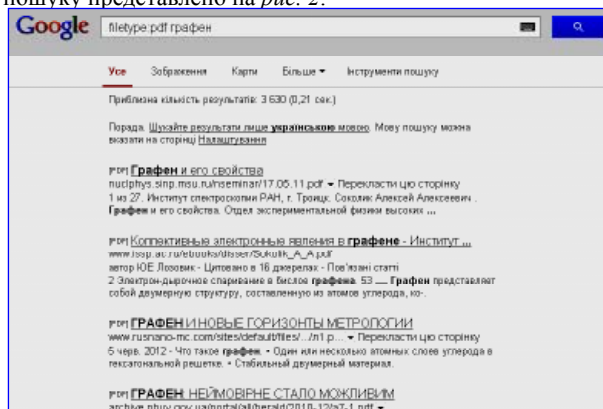 пошуку представлено на рис. 2.
Google filetype:pdf графен
Усе Зображення Карти Більше Інструменти пошуку
Приблизна кількість результатів: 3 630 (0,21 сек.)
Порада. Шукайте результати лише українською мовою. Мову пошуку можна
вказати на сторінці Налаштування
[PDF] Графен и его свойства
nuclphys.sinp.msu.ru/nseminar/17.05.11.pdf Перекласти цю сторінку
1 из 27. Институт спектроскопии РАН, г. Троицк. Соколик Алексей Алексеевич .
Графен и его свойства. Отдел экспериментальной физики высоких ...
[PDF] Коллективные электронные явления в графене - Институт ...
www.issp.ac.ru/ebooks/disser/Sokolik_A_A.pdf
автор ЮЕ Лозовик - Цитовано в 16 джерелах - Пов'язані статті
2 Электрон-дырочное спаривание в бислое графена. 53 .... Графен представляет
собой двумерную структуру, составленную из атомов углерода, ко-.
[PDF] ГРАФЕН И НОВЫЕ ГОРИЗОНТЫ МЕТРОЛОГИИ
www.rusnano-mc.com/sites/default/files/.../n1.p... Перекласти цю сторінку
6 черв. 2012 - Что такое графен. • Один или несколько атомных слоев углерода в
гексагональной решетке. • Стабильный двумерный материал.
[PDF] ГРАФЕН: НЕЙМОВІРНЕ СТАЛО МОЖЛИВИМ